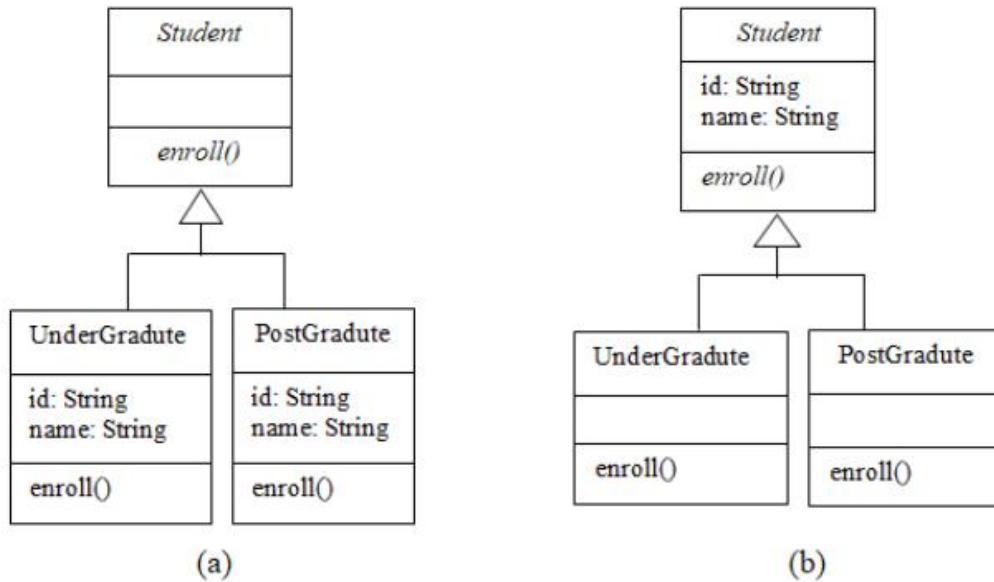 Student
enroll()
UnderGradute
id: String
name: String
enroll()
PostGradute
id: String
name: String
enroll()
(a)
Student
id: String
name: String
enroll()
UnderGradute
enroll()
PostGradute
enroll()
(b)